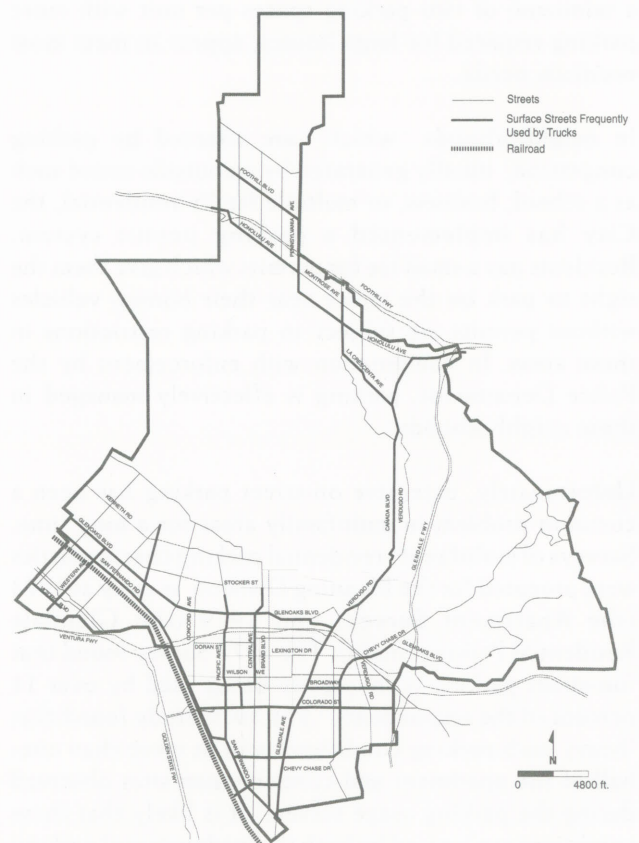 Streets
Surface Streets Frequently
Used by Trucks
Railroad
FOOTHILL BLVD
HONOLULU AVE
PENNSYLVANIA AVE
MONTROSE AVE
FOOTHILL FWY
HONOLULU AVE
LA CRESCENTA AVE
KENNETH RD
GLENOAKS BLVD
SAN FERNANDO RD
WESTERN AVE
CAÑADA BLVD
VERDUGO RD
GLENDALE FWY
STOCKER ST
CONCORD AVE
GLENOAKS BLVD
VERDUGO RD
VENTURA FWY
DORAN ST
PACIFIC AVE
CENTRAL AVE
BRAND BLVD
LEXINGTON DR
WILSON AVE
CHEVY CHASE DR
GLENOAKS BLVD
VERDUGO RD
BROADWAY
COLORADO ST
GOLDEN STATE FWY
SAN FERNANDO RD
GLENDALE AVE
CHEVY CHASE DR
N
0 4800 ft.